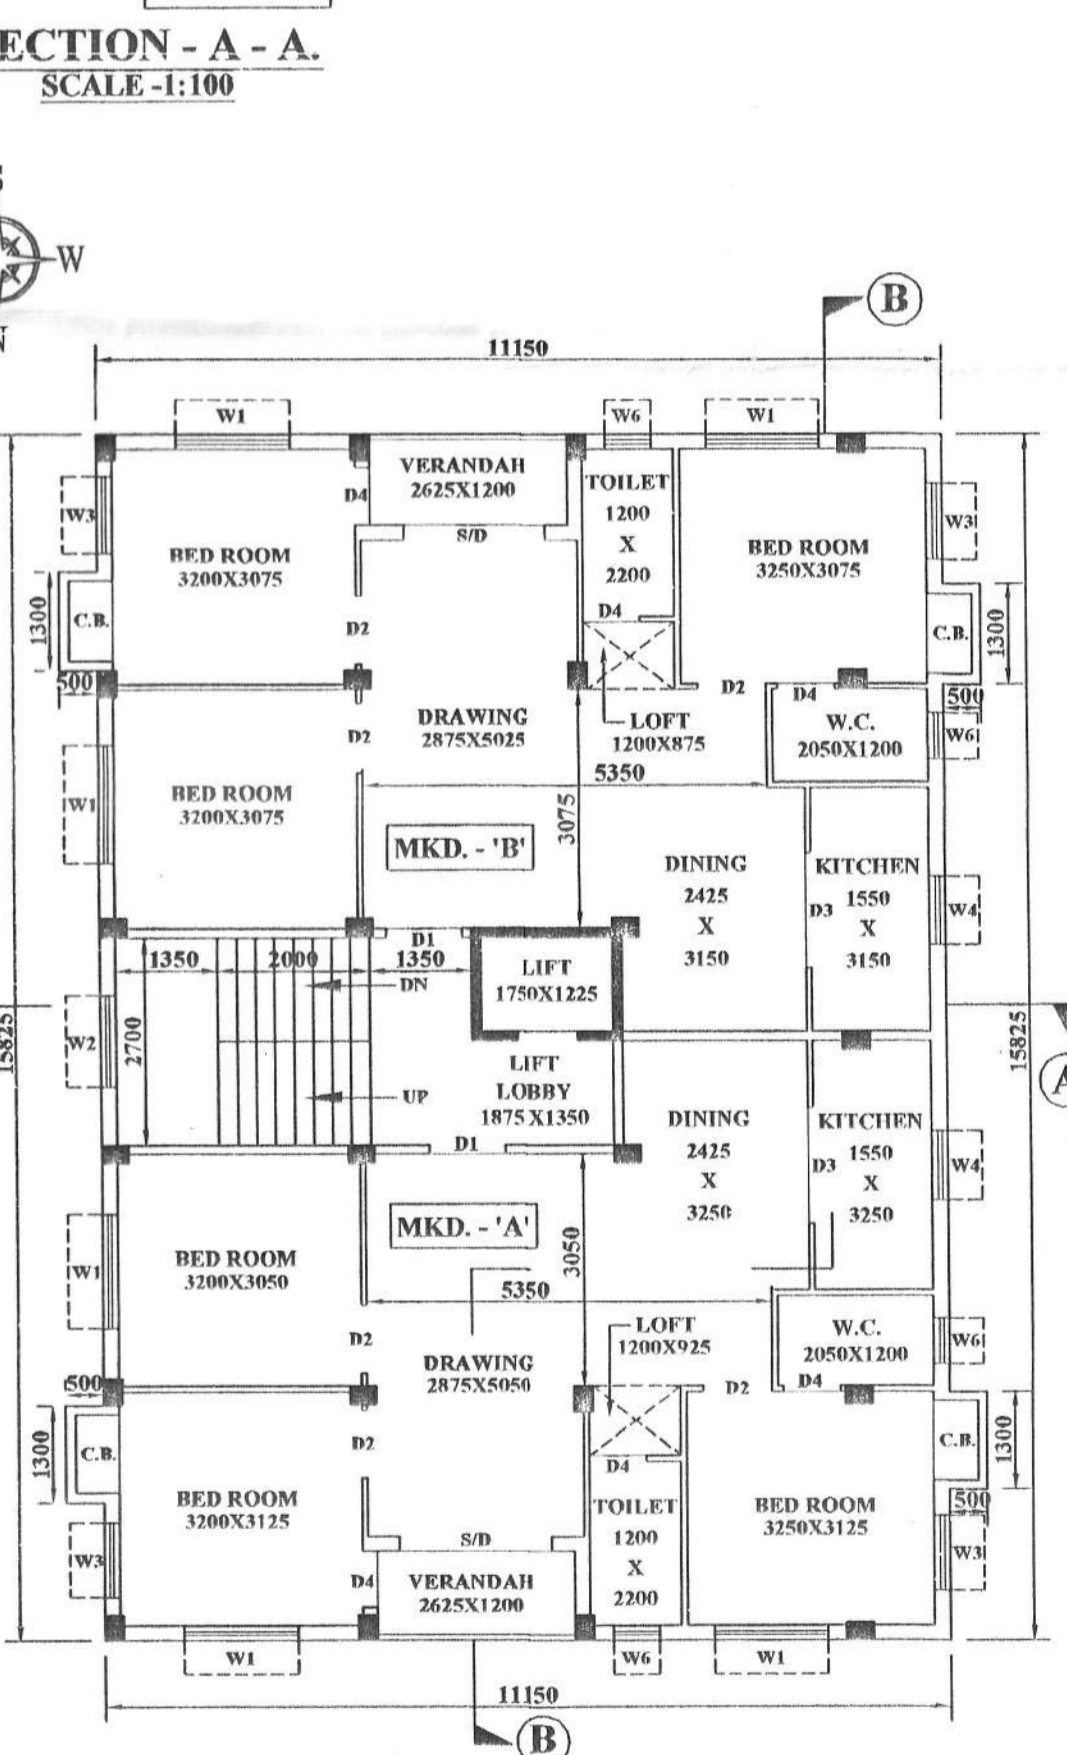 ECTION - A - A.
SCALE -1:100
S
W
N
B
11150
W1
W6
W1
VERANDAH
2625X1200
D4
S/D
TOILET
1200
X
2200
D4
W3
W3
BED ROOM
3200X3075
BED ROOM
3250X3075
C.B.
1300
500
C.B.
1300
500
D2
D2
D2
D4
DRAWING
2875X5025
LOFT
1200X875
W.C.
2050X1200
W6
5350
BED ROOM
3200X3075
W1
3075
MKD. - 'B'
DINING
2425
X
3150
KITCHEN
1550
X
3150
D3
W4
D1
1350
2000
1350
DN
LIFT
1750X1225
2700
W2
15825
15825
LIFT
LOBBY
1875X1350
UP
D1
A
DINING
2425
X
3250
KITCHEN
1550
X
3250
D3
W4
MKD. - 'A'
3050
BED ROOM
3200X3050
W1
5350
D2
LOFT
1200X925
W.C.
2050X1200
W6
DRAWING
2875X5050
D2
D4
500
1300
C.B.
D2
D4
C.B.
1300
500
BED ROOM
3200X3125
TOILET
1200
X
2200
BED ROOM
3250X3125
W3
W3
S/D
D4
VERANDAH
2625X1200
W1
W6
W1
11150
B